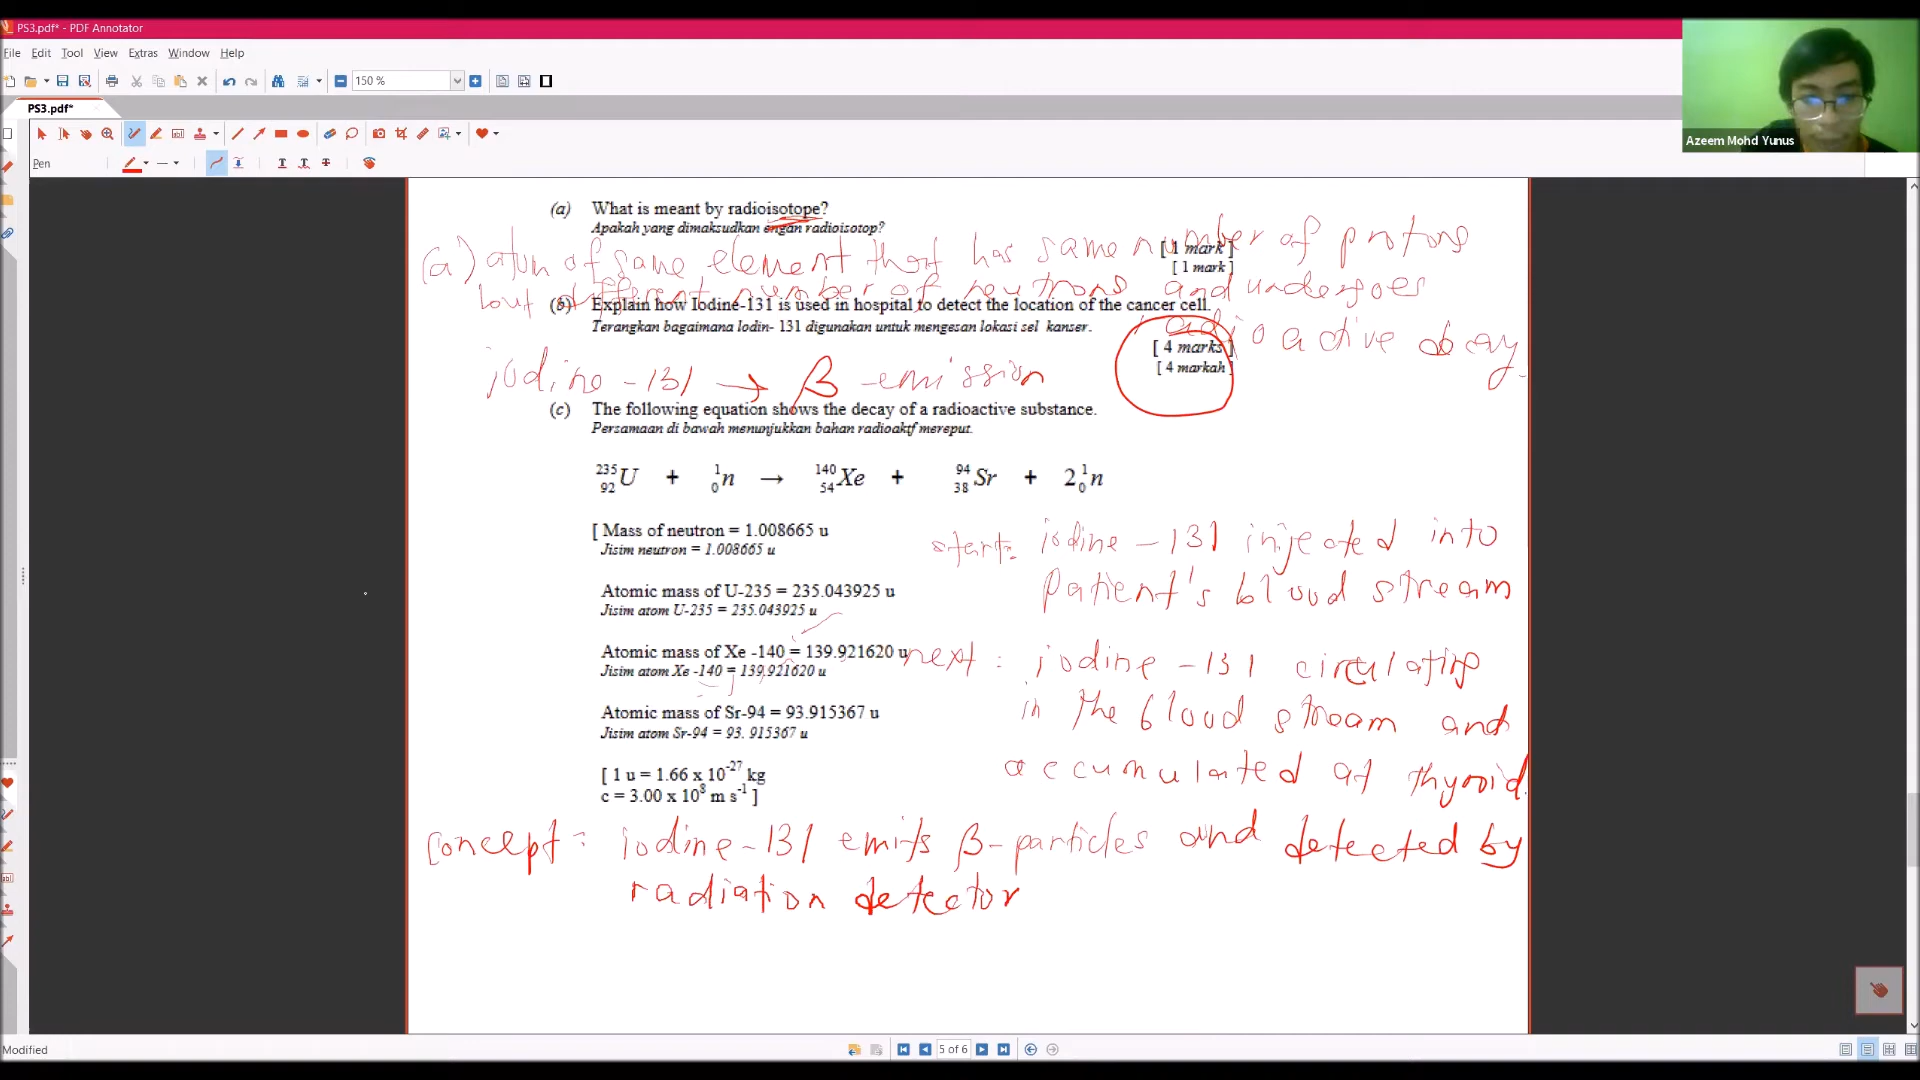 PS3.pdf* - PDF Annotator
File Edit Tool View Extras Window Help
150 %
PS3.pdf*
Pen
Azeem Mohd Yunus
(a) What is meant by radioisotope?
Apakah yang dimaksudkan engan radioisotop?
[ 1 mark ]
[ 1 mark ]
(a) atom of same element that has same number of protons
but different number of neutrons and undergoes
radioactive decay.
(b) Explain how Iodine-131 is used in hospital to detect the location of the cancer cell.
Terangkan bagaimana Iodin- 131 digunakan untuk mengesan lokasi sel kanser.
[ 4 marks ]
[ 4 markah ]
iodine -131 → β -emission
(c) The following equation shows the decay of a radioactive substance.
Persamaan di bawah menunjukkan bahan radioaktf mereput.
²³⁵₉₂U + ¹₀n → ¹⁴⁰₅₄Xe + ⁹⁴₃₈Sr + 2¹₀n
[ Mass of neutron = 1.008665 u
Jisim neutron = 1.008665 u
Atomic mass of U-235 = 235.043925 u
Jisim atom U-235 = 235.043925 u
Atomic mass of Xe -140 = 139.921620 u
Jisim atom Xe -140 = 139.921620 u
Atomic mass of Sr-94 = 93.915367 u
Jisim atom Sr-94 = 93. 915367 u
[ 1 u = 1.66 x 10⁻²⁷ kg
c = 3.00 x 10⁸ m s⁻¹ ]
start: iodine -131 injected into
patient's blood stream
next : iodine -131 circulating
in the blood stream and
accumulated at thyroid.
concept : iodine -131 emits β-particles and detected by
radiation detector
Modified
5 of 6